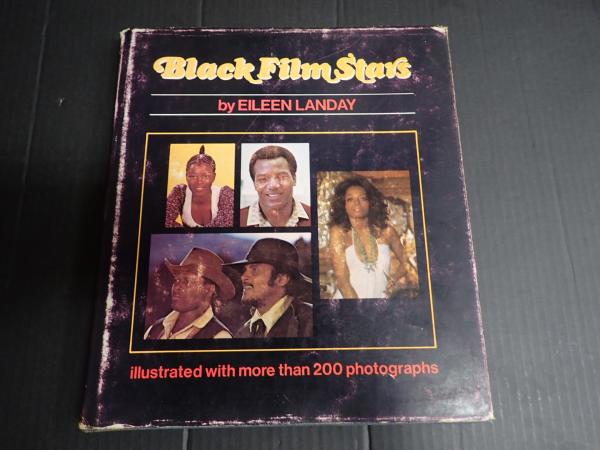 Black Film Stars
by EILEEN LANDAY
illustrated with more than 200 photographs